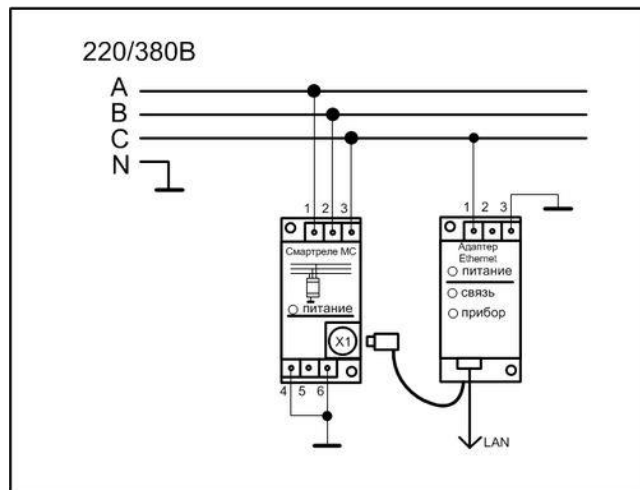 220/380В
A
B
C
N
1 2 3
1 2 3
Смартреле МС
питание
X1
4 5 6
Адаптер
Ethernet
питание
связь
прибор
LAN